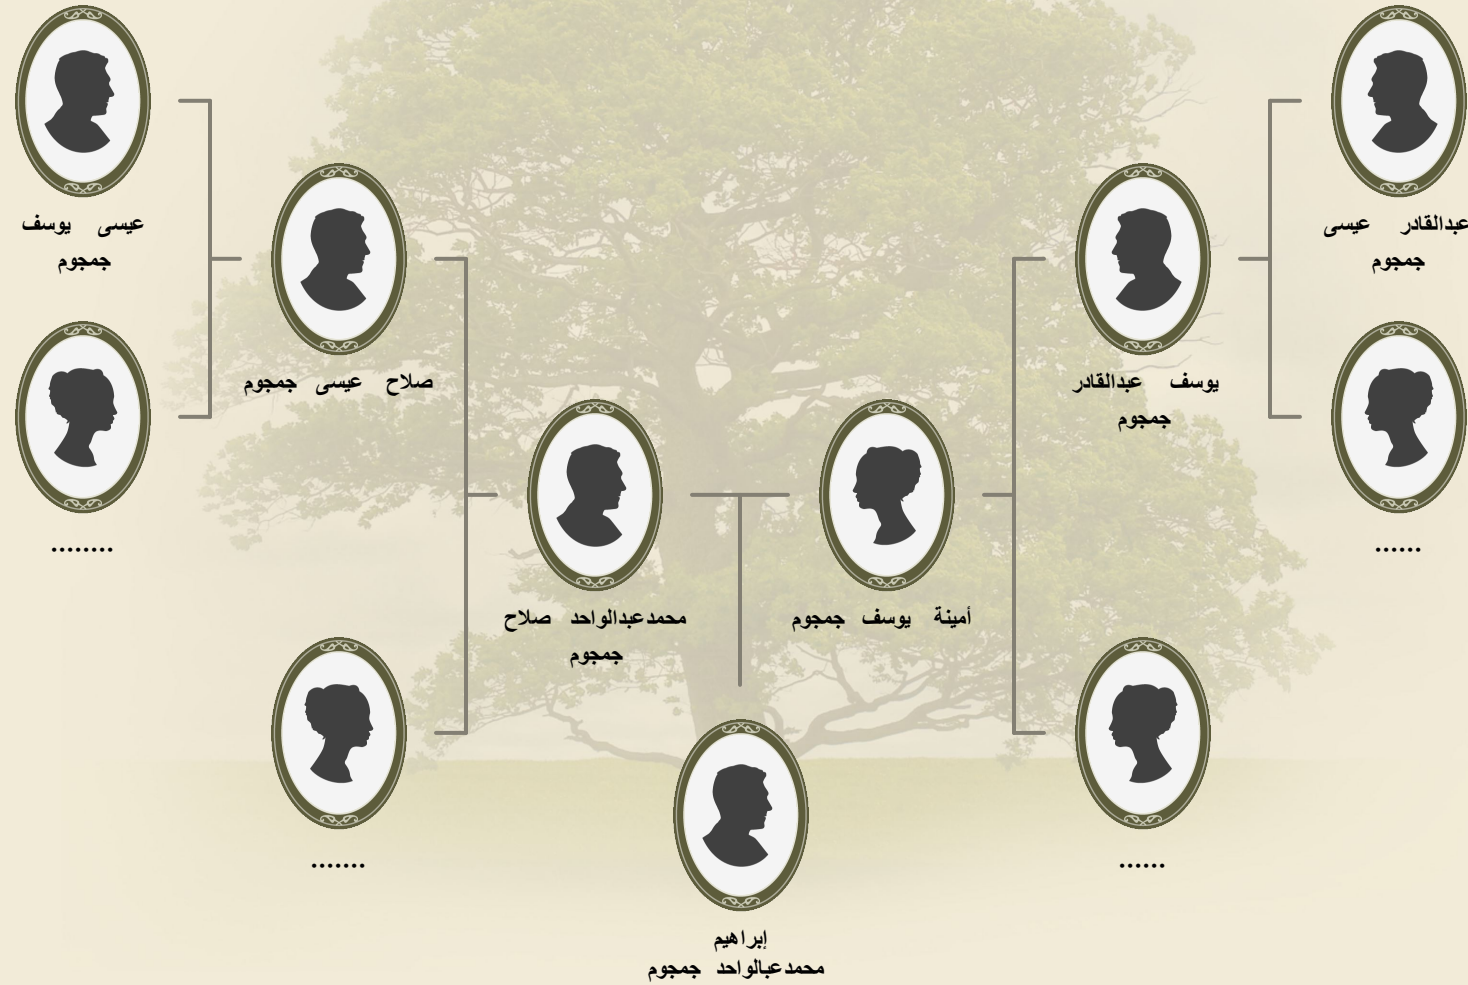 عيسى يوسف
جمجوم
عبدالقادر عيسى
جمجوم
صلاح عيسى جمجوم
يوسف عبدالقادر
جمجوم
........
......
محمدعبدالواحد صلاح
جمجوم
أمينة يوسف جمجوم
.......
......
إبراهيم
محمدعبالواحد جمجوم